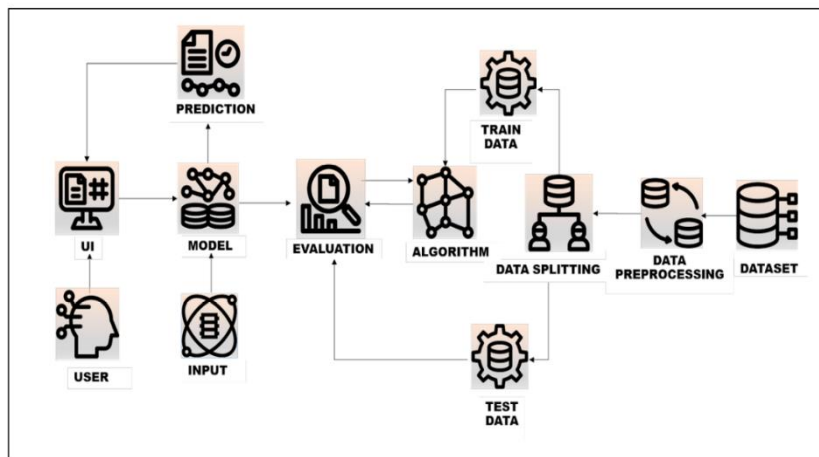 PREDICTION
TRAIN
DATA
UI
MODEL
EVALUATION
ALGORITHM
DATA SPLITTING
DATA
PREPROCESSING
DATASET
USER
INPUT
TEST
DATA